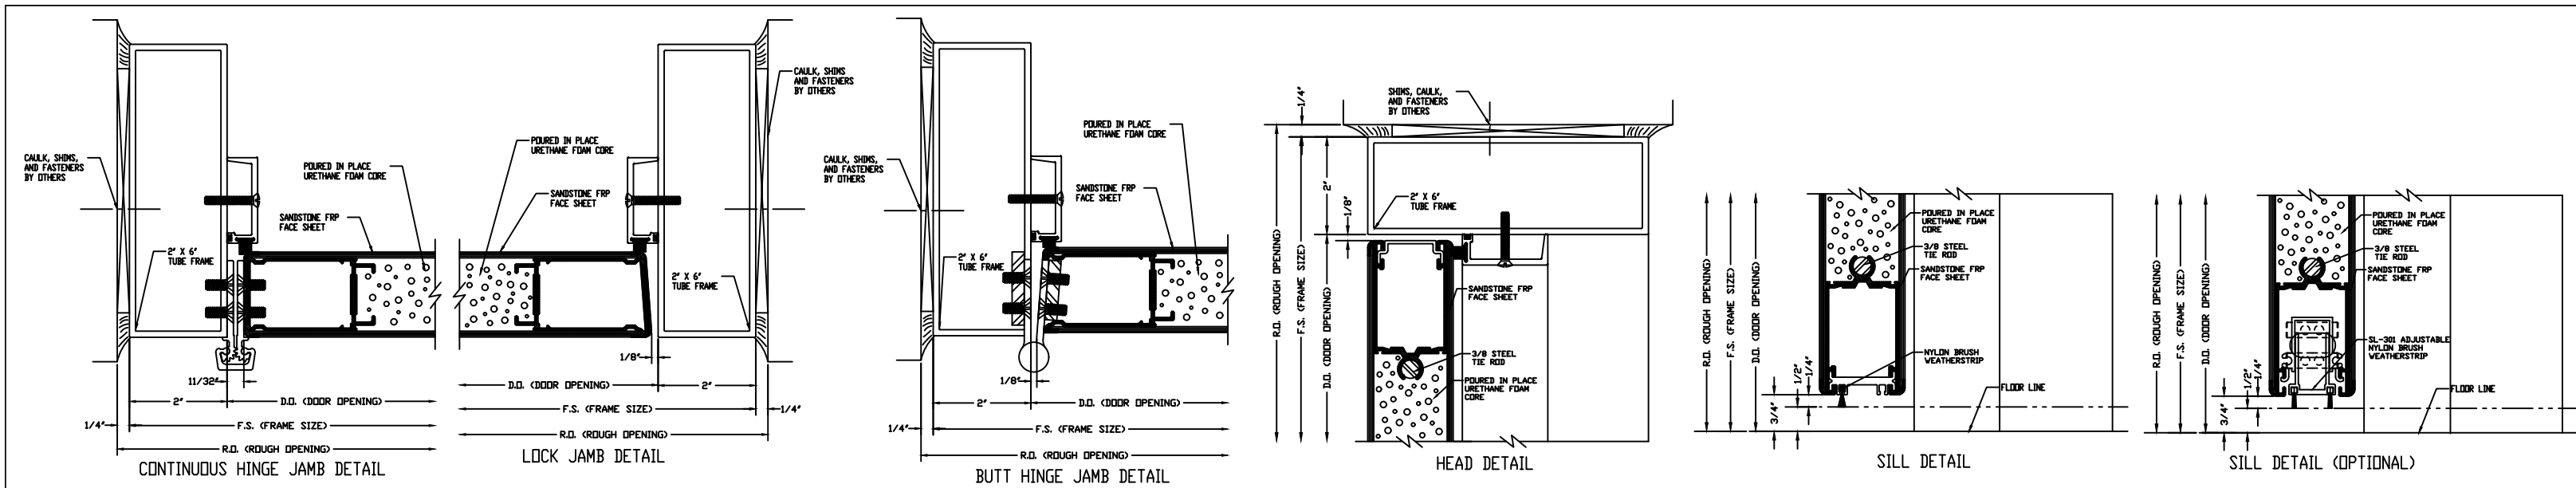 CAULK, SHIMS,
AND FASTENERS
BY OTHERS
POURED IN PLACE
URETHANE FOAM CORE
SANDSTONE FRP
FACE SHEET
2" X 6"
TUBE FRAME
11/32"
2"
D.O. (DOOR OPENING)
1/4"
F.S. (FRAME SIZE)
R.O. (ROUGH OPENING)
CONTINUOUS HINGE JAMB DETAIL
CAULK, SHIMS
AND FASTENERS
BY OTHERS
POURED IN PLACE
URETHANE FOAM CORE
SANDSTONE FRP
FACE SHEET
2" X 6"
TUBE FRAME
1/8"
D.O. (DOOR OPENING)
2"
F.S. (FRAME SIZE)
1/4"
R.O. (ROUGH OPENING)
LOCK JAMB DETAIL
CAULK, SHIMS,
AND FASTENERS
BY OTHERS
POURED IN PLACE
URETHANE FOAM CORE
SANDSTONE FRP
FACE SHEET
2" X 6"
TUBE FRAME
1/8"
2"
D.O. (DOOR OPENING)
1/4"
F.S. (FRAME SIZE)
R.O. (ROUGH OPENING)
BUTT HINGE JAMB DETAIL
SHIMS, CAULK,
AND FASTENERS
BY OTHERS
1/4"
2"
1/8"
2" X 6"
TUBE FRAME
R.O. (ROUGH OPENING)
F.S. (FRAME SIZE)
D.O. (DOOR OPENING)
SANDSTONE FRP
FACE SHEET
3/8 STEEL
TIE ROD
POURED IN PLACE
URETHANE FOAM
CORE
HEAD DETAIL
R.O. (ROUGH OPENING)
F.S. (FRAME SIZE)
D.O. (DOOR OPENING)
POURED IN PLACE
URETHANE FOAM
CORE
3/8 STEEL
TIE ROD
SANDSTONE FRP
FACE SHEET
NYLON BRUSH
WEATHERSTRIP
3/4"
1/2"
1/4"
FLOOR LINE
SILL DETAIL
R.O. (ROUGH OPENING)
F.S. (FRAME SIZE)
D.O. (DOOR OPENING)
POURED IN PLACE
URETHANE FOAM
CORE
3/8 STEEL
TIE ROD
SANDSTONE FRP
FACE SHEET
SL-301 ADJUSTABLE
NYLON BRUSH
WEATHERSTRIP
3/4"
1/2"
1/4"
FLOOR LINE
SILL DETAIL (OPTIONAL)